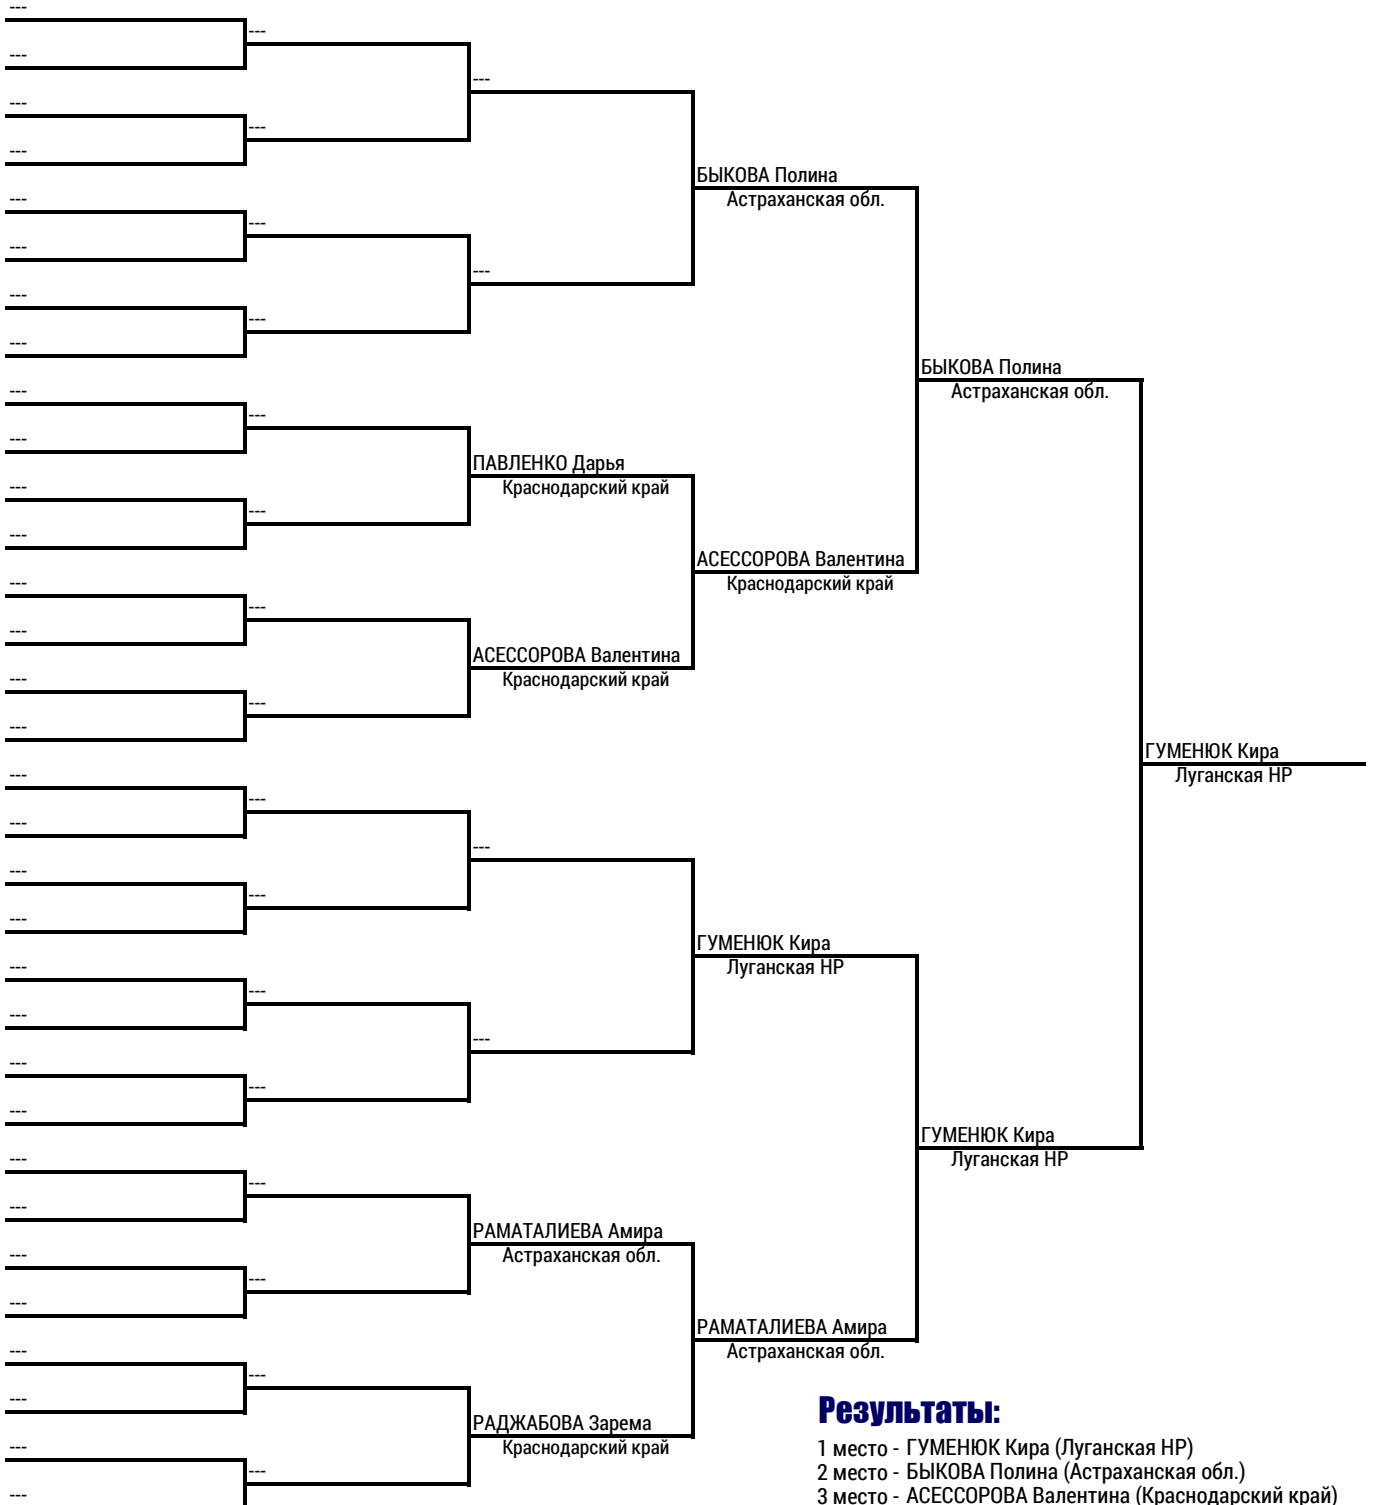 ---
---
---
---
---
---
---
---
---
---
---
---
---
---
БЫКОВА Полина
Астраханская обл.
---
---
---
---
---
---
ПАВЛЕНКО Дарья
Краснодарский край
АСЕССОРОВА Валентина
Краснодарский край
---
---
---
---
---
---
АСЕССОРОВА Валентина
Краснодарский край
БЫКОВА Полина
Астраханская обл.
---
---
---
---
---
---
---
---
---
---
---
---
---
---
ГУМЕНЮК Кира
Луганская НР
---
---
---
---
---
---
РАМАТАЛИЕВА Амира
Астраханская обл.
РАМАТАЛИЕВА Амира
Астраханская обл.
---
---
---
---
---
---
РАДЖАБОВА Зарема
Краснодарский край
ГУМЕНЮК Кира
Луганская НР
ГУМЕНЮК Кира
Луганская НР
Результаты:
1 место - ГУМЕНЮК Кира (Луганская НР)
2 место - БЫКОВА Полина (Астраханская обл.)
3 место - АСЕССОРОВА Валентина (Краснодарский край)